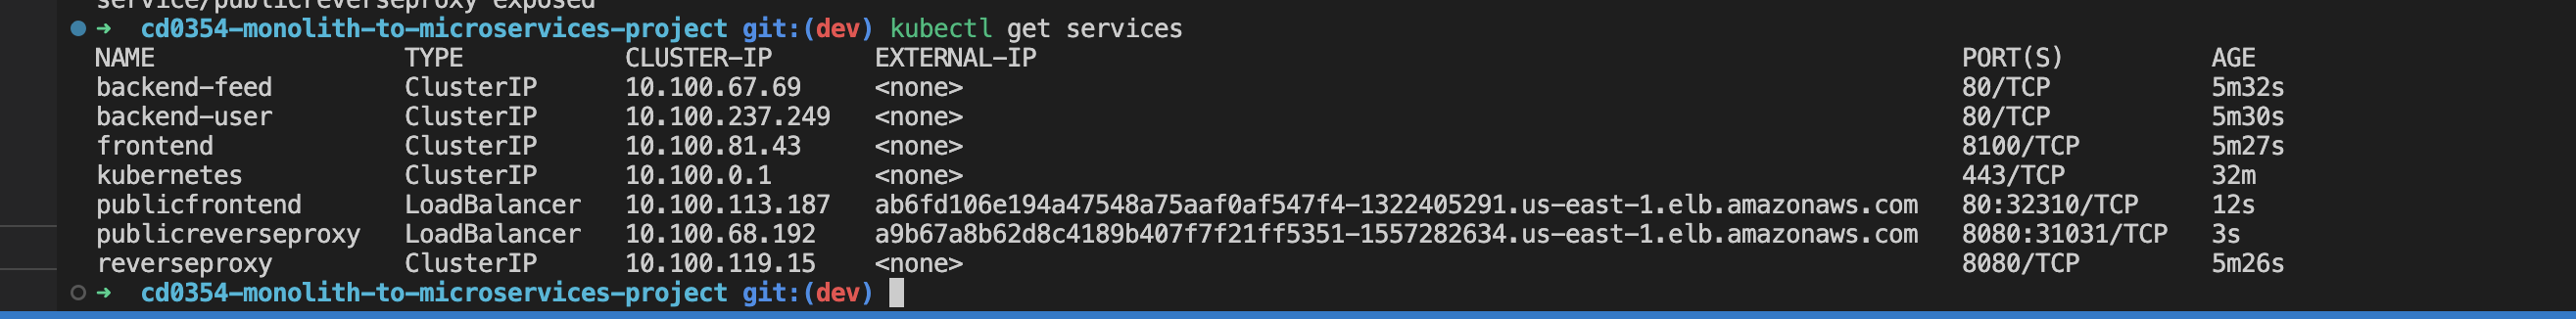 service/publicreverseproxy exposed
➜ cd0354-monolith-to-microservices-project git:(dev) kubectl get services
NAME TYPE CLUSTER-IP EXTERNAL-IP PORT(S) AGE
backend-feed ClusterIP 10.100.67.69 <none> 80/TCP 5m32s
backend-user ClusterIP 10.100.237.249 <none> 80/TCP 5m30s
frontend ClusterIP 10.100.81.43 <none> 8100/TCP 5m27s
kubernetes ClusterIP 10.100.0.1 <none> 443/TCP 32m
publicfrontend LoadBalancer 10.100.113.187 ab6fd106e194a47548a75aaf0af547f4-1322405291.us-east-1.elb.amazonaws.com 80:32310/TCP 12s
publicreverseproxy LoadBalancer 10.100.68.192 a9b67a8b62d8c4189b407f7f21ff5351-1557282634.us-east-1.elb.amazonaws.com 8080:31031/TCP 3s
reverseproxy ClusterIP 10.100.119.15 <none> 8080/TCP 5m26s
➜ cd0354-monolith-to-microservices-project git:(dev)